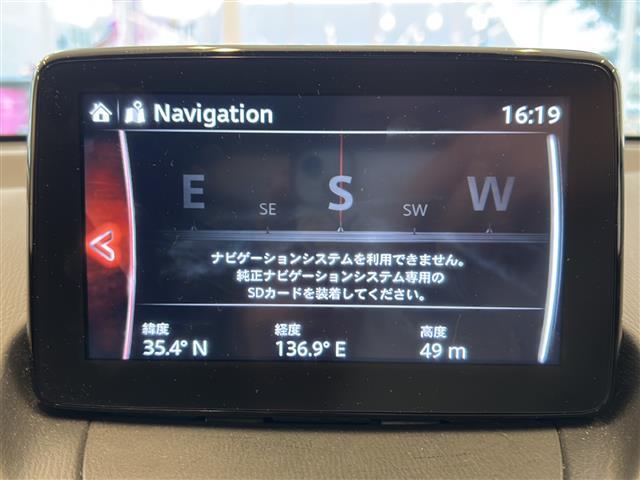 Navigation 16:19
E SE S SW W
ナビゲーションシステムを利用できません。
純正ナビゲーションシステム専用の
SDカードを装着してください。
緯度 経度 高度
35.4° N 136.9° E 49 m